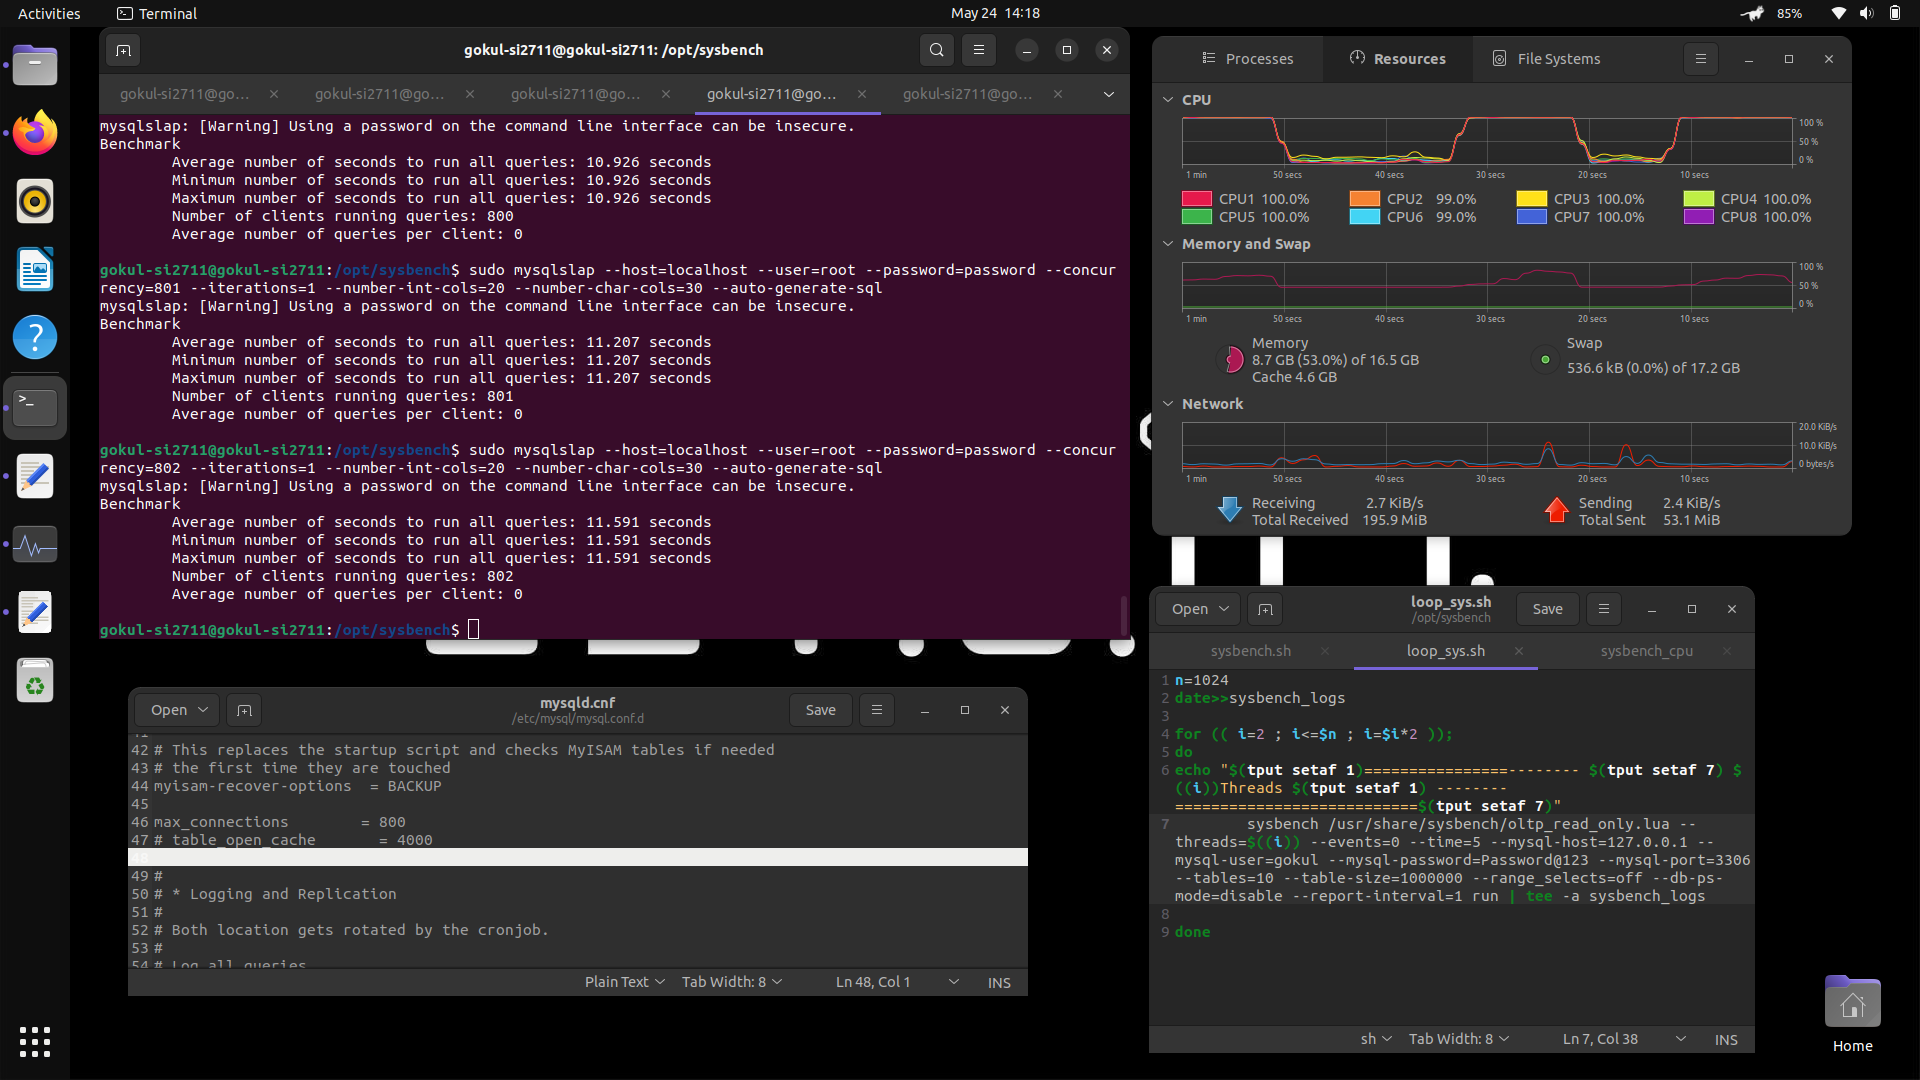 Activities
Terminal
May 24 14:18
85%
gokul-si2711@gokul-si2711: /opt/sysbench
gokul-si2711@go...
gokul-si2711@go...
gokul-si2711@go...
gokul-si2711@go...
gokul-si2711@go...
mysqlslap: [Warning] Using a password on the command line interface can be insecure.
Benchmark
Average number of seconds to run all queries: 10.926 seconds
Minimum number of seconds to run all queries: 10.926 seconds
Maximum number of seconds to run all queries: 10.926 seconds
Number of clients running queries: 800
Average number of queries per client: 0
gokul-si2711@gokul-si2711:/opt/sysbench$ sudo mysqlslap --host=localhost --user=root --password=password --concur
rency=801 --iterations=1 --number-int-cols=20 --number-char-cols=30 --auto-generate-sql
mysqlslap: [Warning] Using a password on the command line interface can be insecure.
Benchmark
Average number of seconds to run all queries: 11.207 seconds
Minimum number of seconds to run all queries: 11.207 seconds
Maximum number of seconds to run all queries: 11.207 seconds
Number of clients running queries: 801
Average number of queries per client: 0
gokul-si2711@gokul-si2711:/opt/sysbench$ sudo mysqlslap --host=localhost --user=root --password=password --concur
rency=802 --iterations=1 --number-int-cols=20 --number-char-cols=30 --auto-generate-sql
mysqlslap: [Warning] Using a password on the command line interface can be insecure.
Benchmark
Average number of seconds to run all queries: 11.591 seconds
Minimum number of seconds to run all queries: 11.591 seconds
Maximum number of seconds to run all queries: 11.591 seconds
Number of clients running queries: 802
Average number of queries per client: 0
gokul-si2711@gokul-si2711:/opt/sysbench$
Processes
Resources
File Systems
CPU
100 %
50 %
0 %
1 min 50 secs 40 secs 30 secs 20 secs 10 secs
CPU1 100.0% CPU2 99.0% CPU3 100.0% CPU4 100.0%
CPU5 100.0% CPU6 99.0% CPU7 100.0% CPU8 100.0%
Memory and Swap
100 %
50 %
0 %
1 min 50 secs 40 secs 30 secs 20 secs 10 secs
Memory
8.7 GB (53.0%) of 16.5 GB
Cache 4.6 GB
Swap
536.6 kB (0.0%) of 17.2 GB
Network
20.0 KiB/s
10.0 KiB/s
0 bytes/s
1 min 50 secs 40 secs 30 secs 20 secs 10 secs
Receiving 2.7 KiB/s
Total Received 195.9 MiB
Sending 2.4 KiB/s
Total Sent 53.1 MiB
Open
mysqld.cnf
/etc/mysql/mysql.conf.d
Save
42 # This replaces the startup script and checks MyISAM tables if needed
43 # the first time they are touched
44 myisam-recover-options = BACKUP
45
46 max_connections = 800
47 # table_open_cache = 4000
48
49 #
50 # * Logging and Replication
51 #
52 # Both location gets rotated by the cronjob.
53 #
54 # Log all queries
Plain Text Tab Width: 8 Ln 48, Col 1 INS
Open
loop_sys.sh
/opt/sysbench
Save
sysbench.sh
loop_sys.sh
sysbench_cpu
1 n=1024
2 date>>sysbench_logs
3
4 for (( i=2 ; i<=$n ; i=$i*2 ));
5 do
6 echo "$(tput setaf 1)================-------- $(tput setaf 7) $
((i))Threads $(tput setaf 1) --------
===========================$(tput setaf 7)"
7 sysbench /usr/share/sysbench/oltp_read_only.lua --
threads=$((i)) --events=0 --time=5 --mysql-host=127.0.0.1 --
mysql-user=gokul --mysql-password=Password@123 --mysql-port=3306
--tables=10 --table-size=1000000 --range_selects=off --db-ps-
mode=disable --report-interval=1 run | tee -a sysbench_logs
8
9 done
sh Tab Width: 8 Ln 7, Col 38 INS
Home